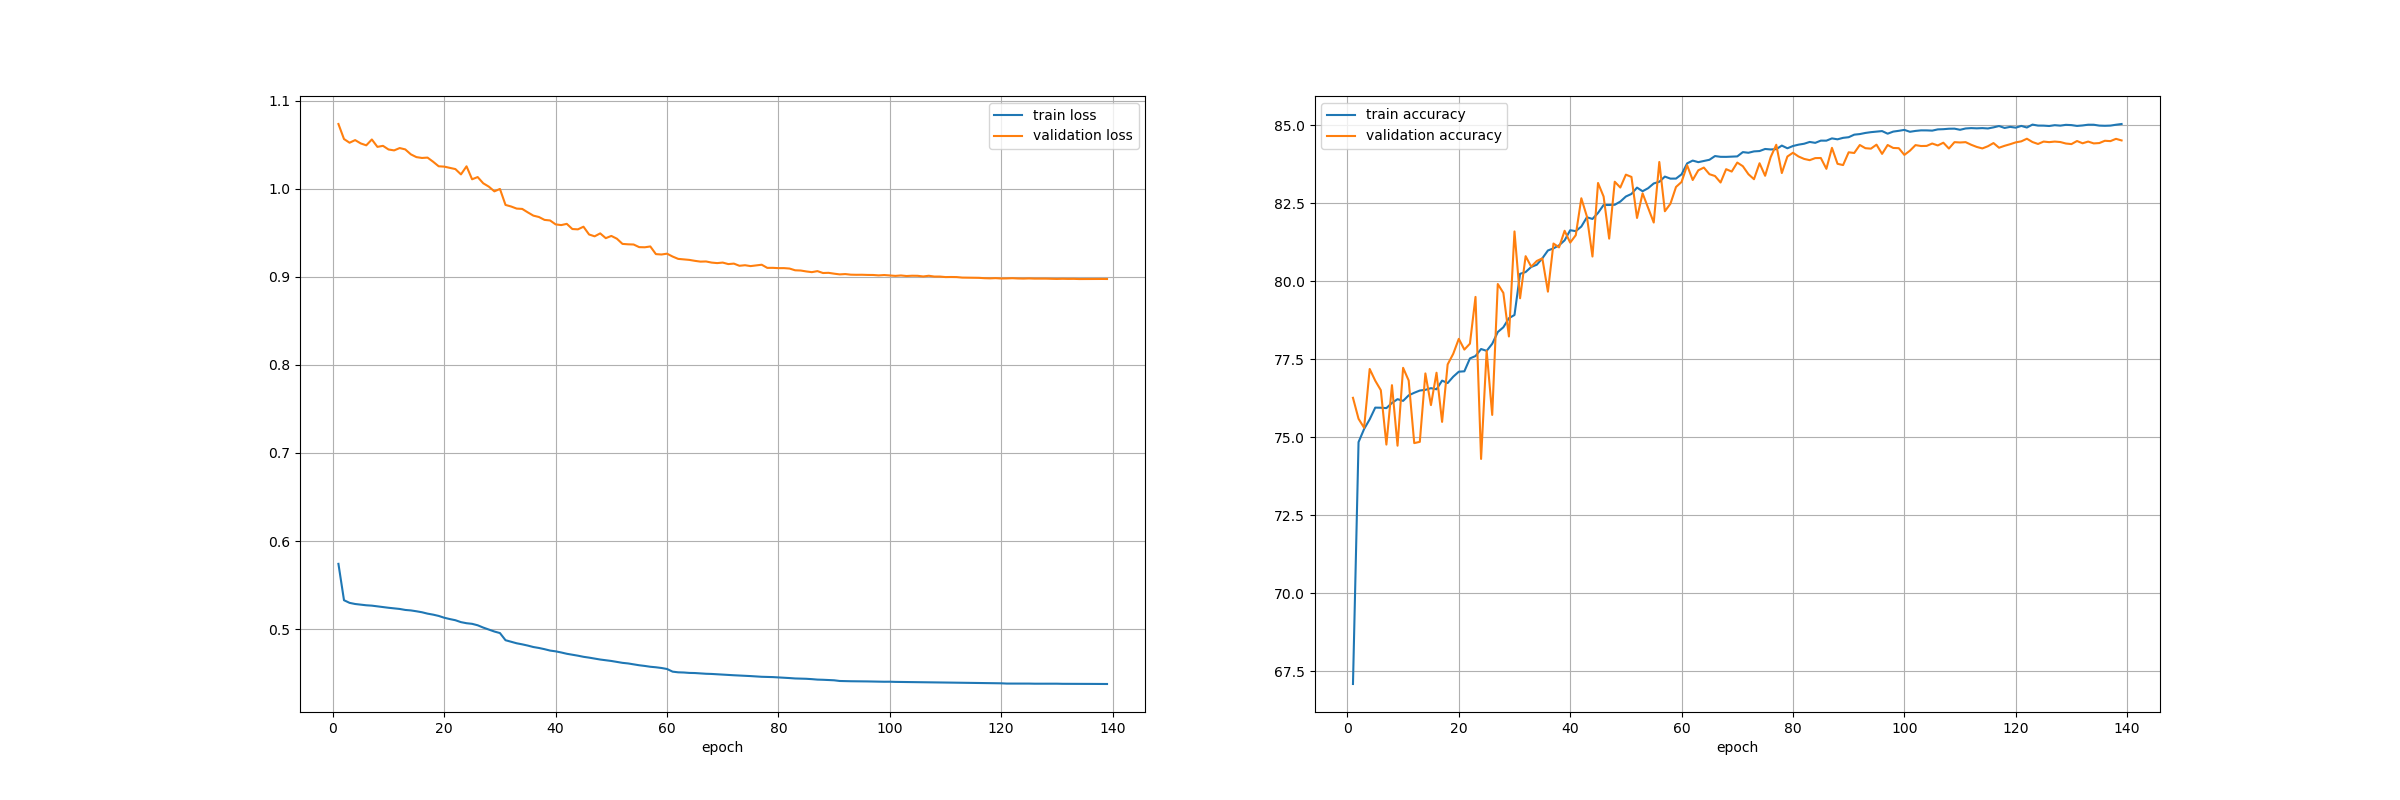 train loss
validation loss
1.1
1.0
0.9
0.8
0.7
0.6
0.5
0 20 40 60 80 100 120 140
epoch
train accuracy
validation accuracy
85.0
82.5
80.0
77.5
75.0
72.5
70.0
67.5
0 20 40 60 80 100 120 140
epoch